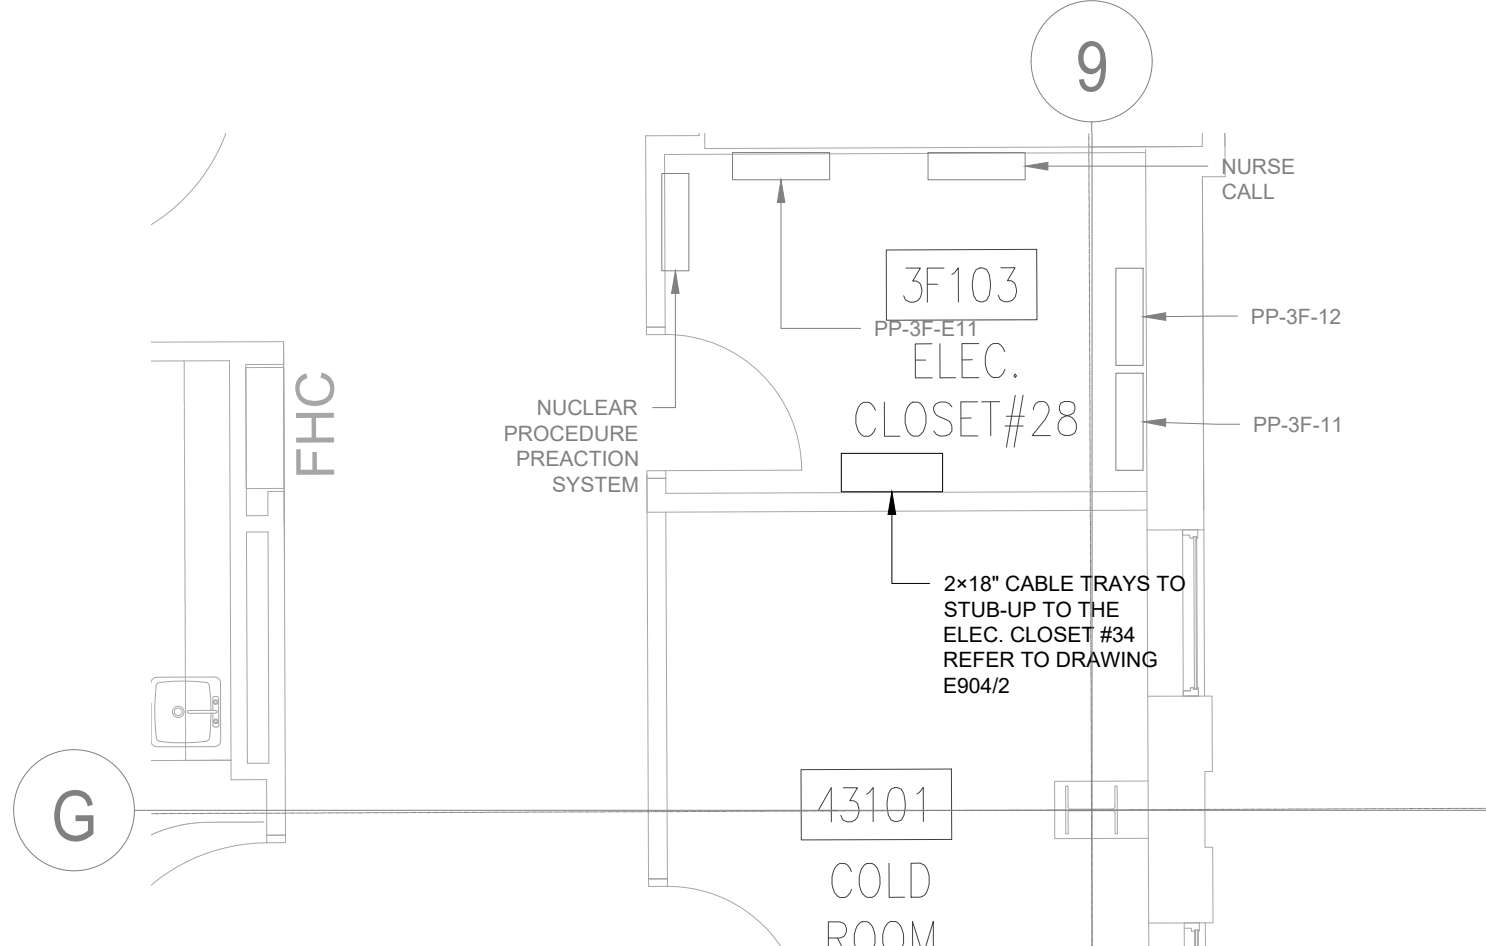 9
NURSE
CALL
3F103
PP-3F-E11
ELEC.
CLOSET#28
PP-3F-12
PP-3F-11
FHC
NUCLEAR
PROCEDURE
PREACTION
SYSTEM
2×18" CABLE TRAYS TO
STUB-UP TO THE
ELEC. CLOSET #34
REFER TO DRAWING
E904/2
G
43101
COLD
ROOM